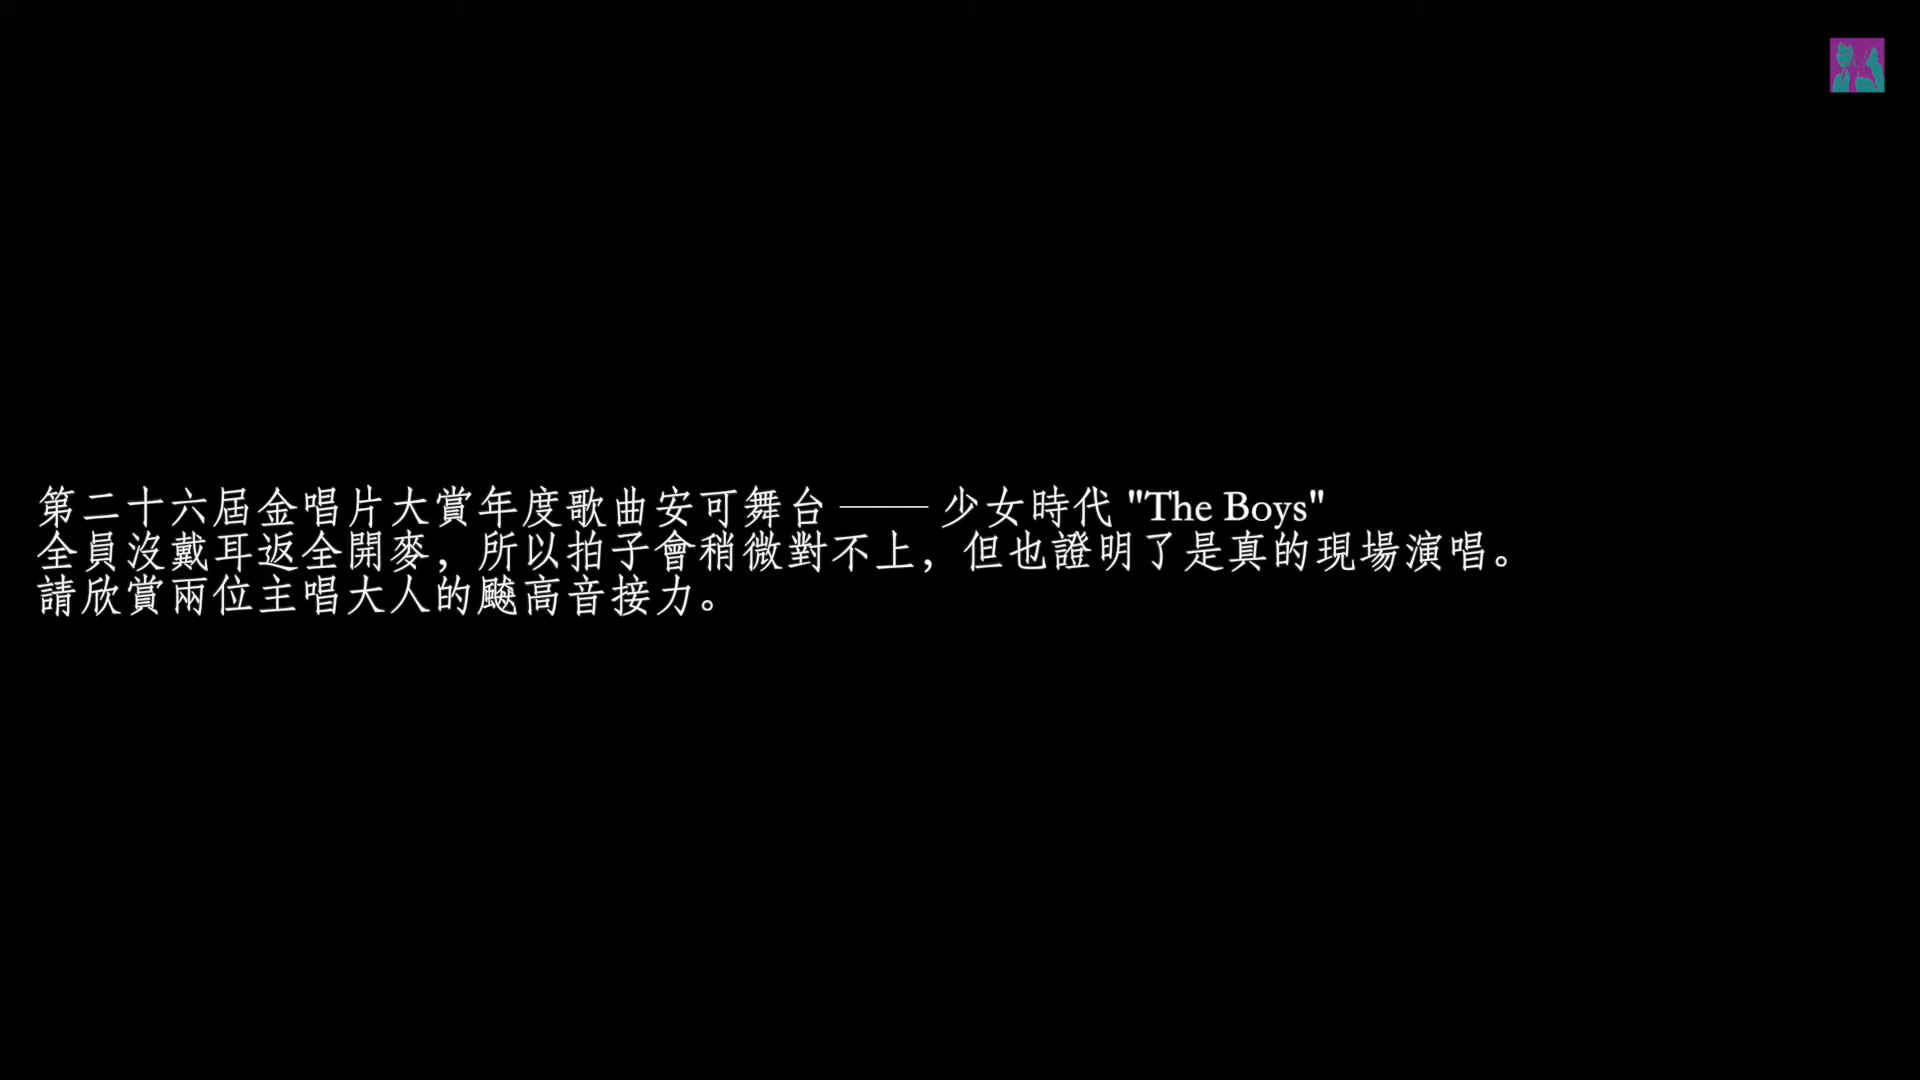 第二十六屆金唱片大賞年度歌曲安可舞台 —— 少女時代 "The Boys"
全員沒戴耳返全開麥，所以拍子會稍微對不上，但也證明了是真的現場演唱。
請欣賞兩位主唱大人的飈高音接力。